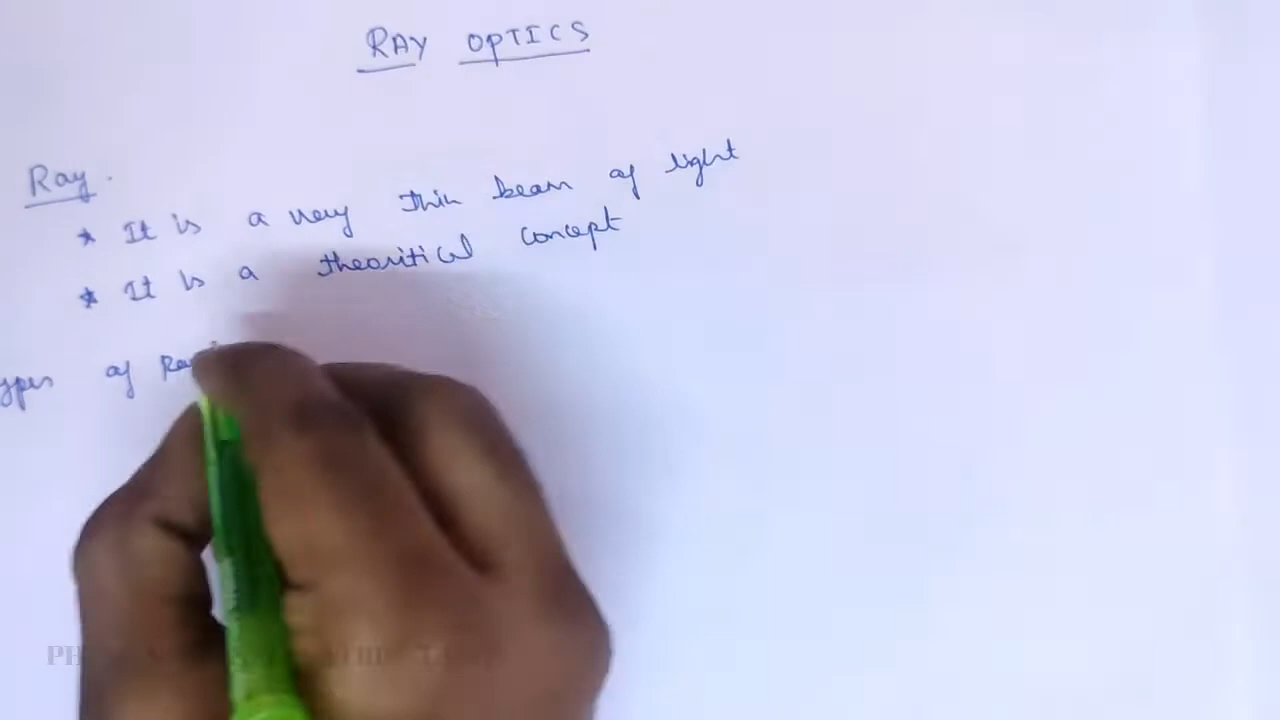 RAY OPTICS
Ray.
* It is a very thin beam of light
* It is a theoritical concept
of